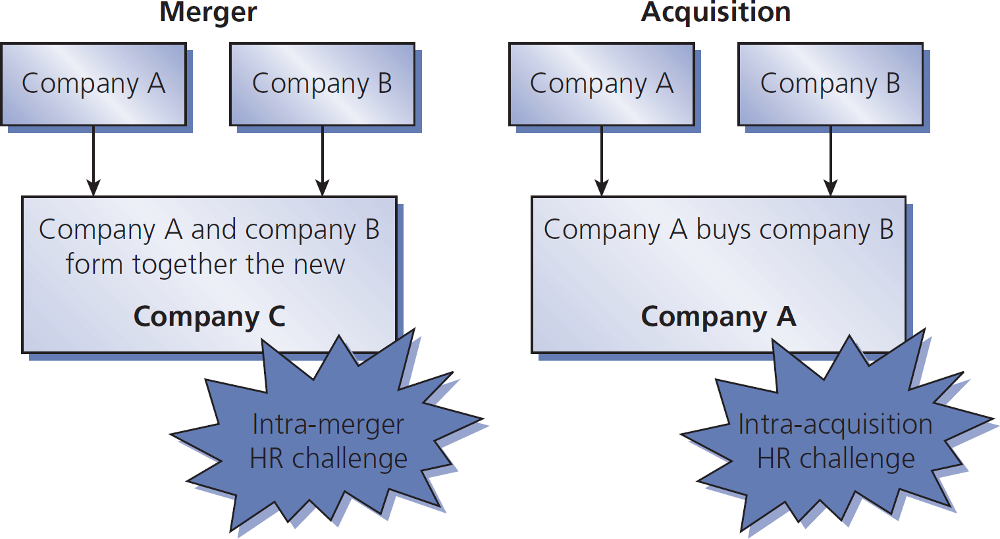 Merger
Company A
Company B
Company A and company B
form together the new
Company C
Intra-merger
HR challenge
Acquisition
Company A
Company B
Company A buys company B
Company A
Intra-acquisition
HR challenge